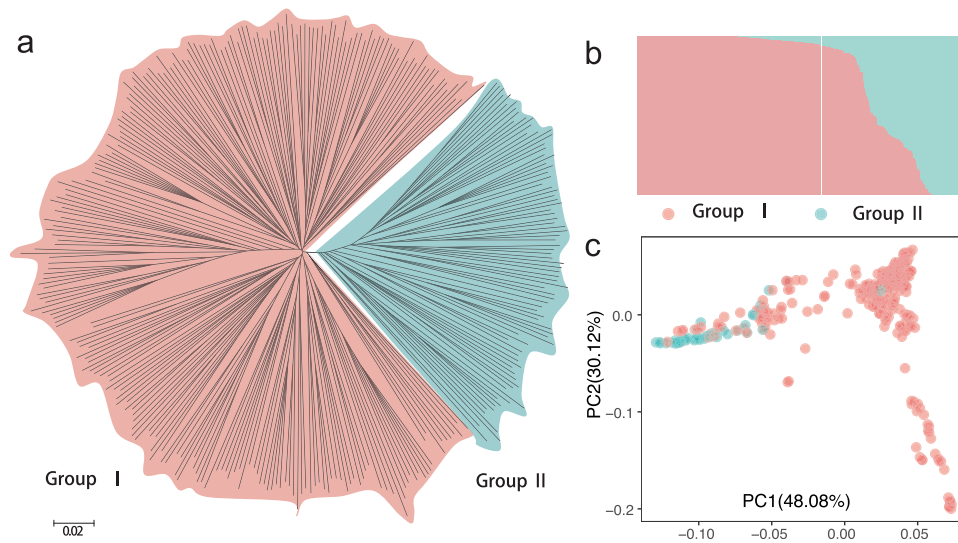 a
Group I
Group II
0.02
b
Group I
Group II
c
PC2(30.12%)
0.0
−0.1
−0.2
PC1(48.08%)
−0.10
−0.05
0.00
0.05